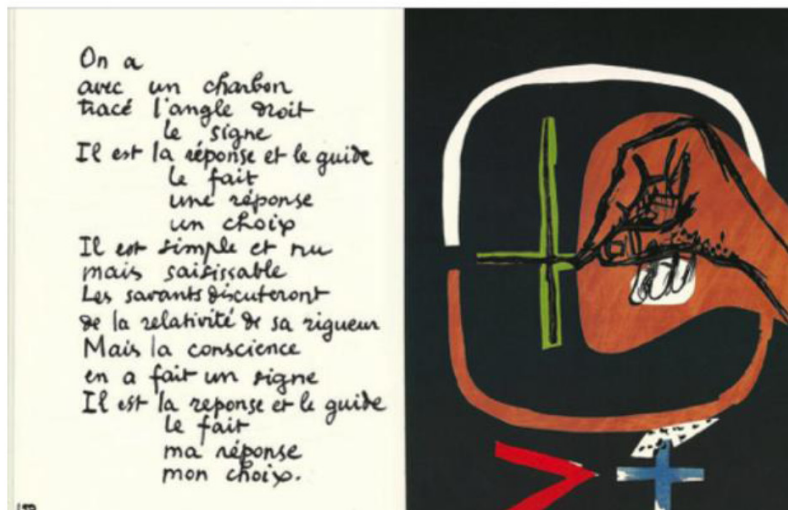 On a
avec un charbon
tracé l'angle droit
le signe
Il est la réponse et le guide
le fait
une réponse
un choix
Il est simple et nu
mais saisissable
Les savants discuteront
de la relativité de sa rigueur
Mais la conscience
en a fait un signe
Il est la reponse et le guide
le fait
ma réponse
mon choix.